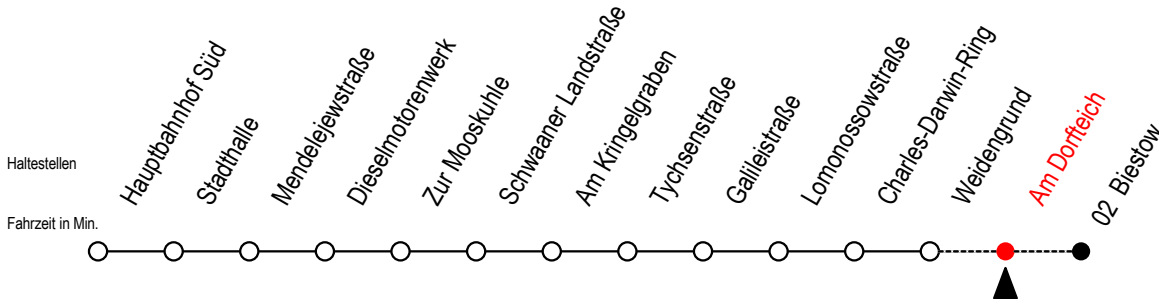 Hauptbahnhof Süd
Stadthalle
Mendelejewstraße
Dieselmotorenwerk
Zur Mooskuhle
Schwaaner Landstraße
Am Kringelgraben
Tychsenstraße
Galileistraße
Lomonossowstraße
Charles-Darwin-Ring
Weidengrund
Am Dorfteich
02 Biestow
Haltestellen
Fahrzeit in Min.